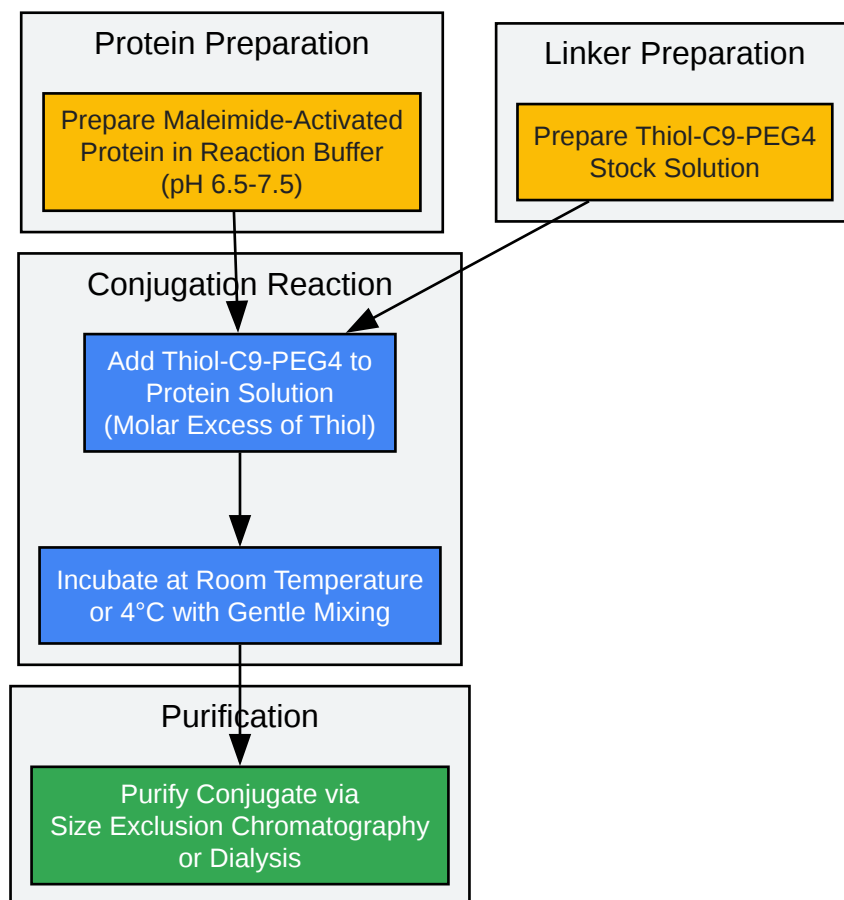 Protein Preparation
Prepare Maleimide-Activated
Protein in Reaction Buffer
(pH 6.5-7.5)
Linker Preparation
Prepare Thiol-C9-PEG4
Stock Solution
Conjugation Reaction
Add Thiol-C9-PEG4 to
Protein Solution
(Molar Excess of Thiol)
Incubate at Room Temperature
or 4°C with Gentle Mixing
Purification
Purify Conjugate via
Size Exclusion Chromatography
or Dialysis